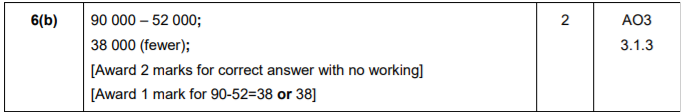 6(b) 90 000 – 52 000; 2 AO3
38 000 (fewer); 3.1.3
[Award 2 marks for correct answer with no working]
[Award 1 mark for 90-52=38 or 38]